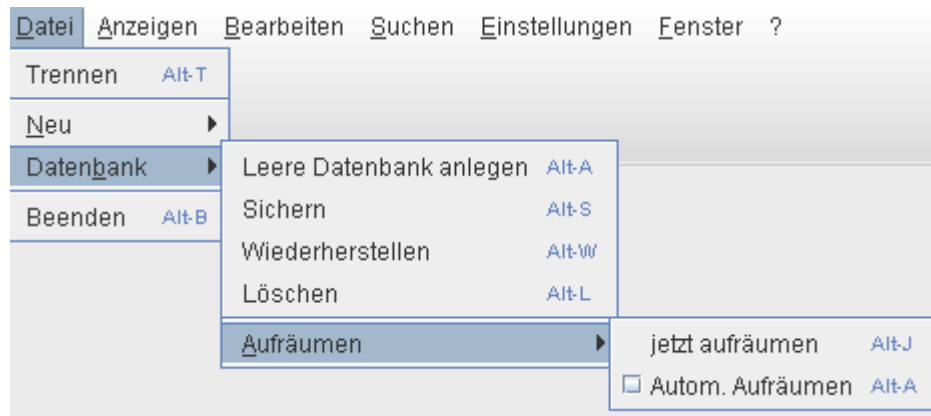 Datei Anzeigen Bearbeiten Suchen Einstellungen Fenster ?
Trennen Alt-T
Neu
Datenbank
Beenden Alt-B
Leere Datenbank anlegen Alt-A
Sichern Alt-S
Wiederherstellen Alt-W
Löschen Alt-L
Aufräumen
jetzt aufräumen Alt-J
Autom. Aufräumen Alt-A